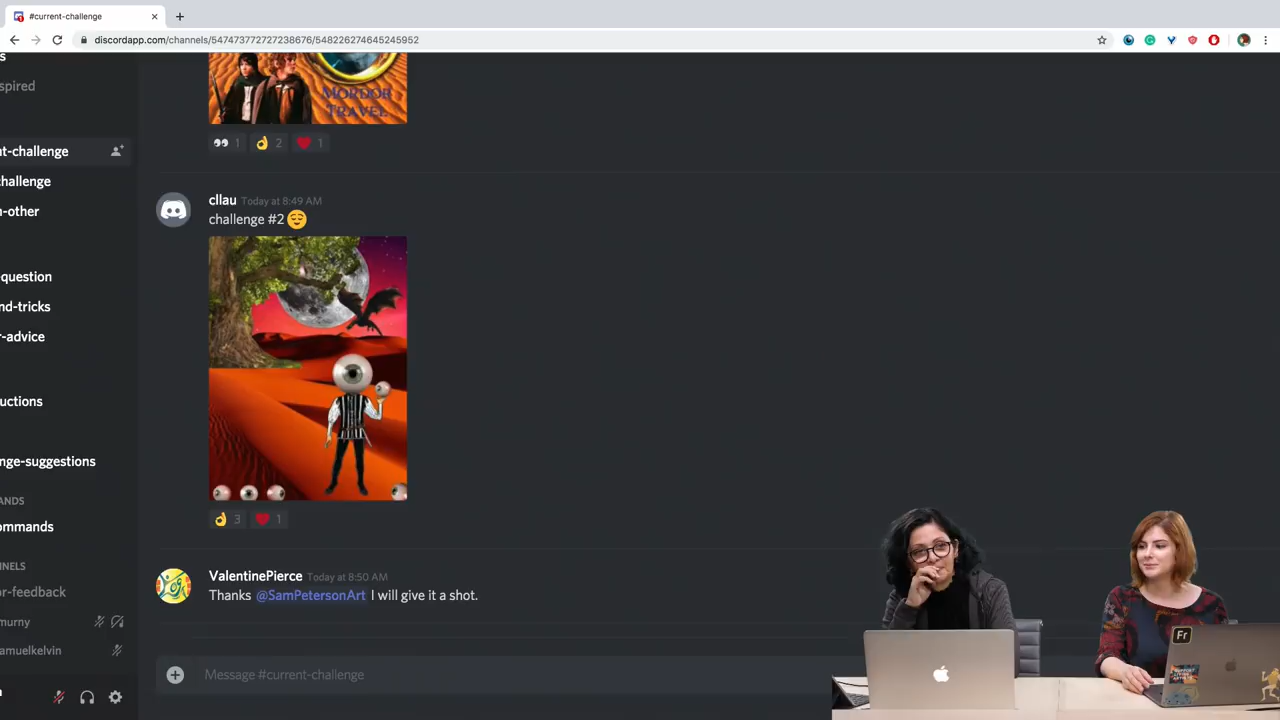 #current-challenge
discordapp.com/channels/547473772727238676/548226274645245952
s
spired
t-challenge
hallenge
n-other
question
nd-tricks
r-advice
uctions
nge-suggestions
ANDS
ommands
NNELS
or-feedback
murny
amuelkelvin
MORDOR
TRAVEL
1
2
1
cllau Today at 8:49 AM
challenge #2
3
1
ValentinePierce Today at 8:50 AM
Thanks @SamPetersonArt I will give it a shot.
Message #current-challenge
Fr